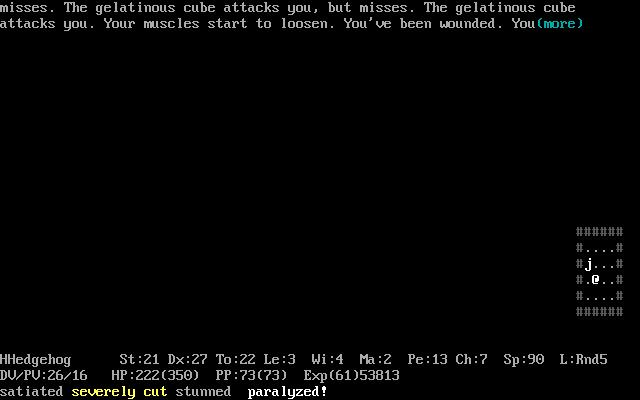 misses. The gelatinous cube attacks you, but misses. The gelatinous cube
attacks you. Your muscles start to loosen. You've been wounded. You(more)
######
#....#
#j...#
#.@..#
#....#
######
HHedgehog St:21 Dx:27 To:22 Le:3 Wi:4 Ma:2 Pe:13 Ch:7 Sp:90 L:Rnd5
DV/PV:26/16 HP:222(350) PP:73(73) Exp(61)53813
satiated severely cut stunned paralyzed!